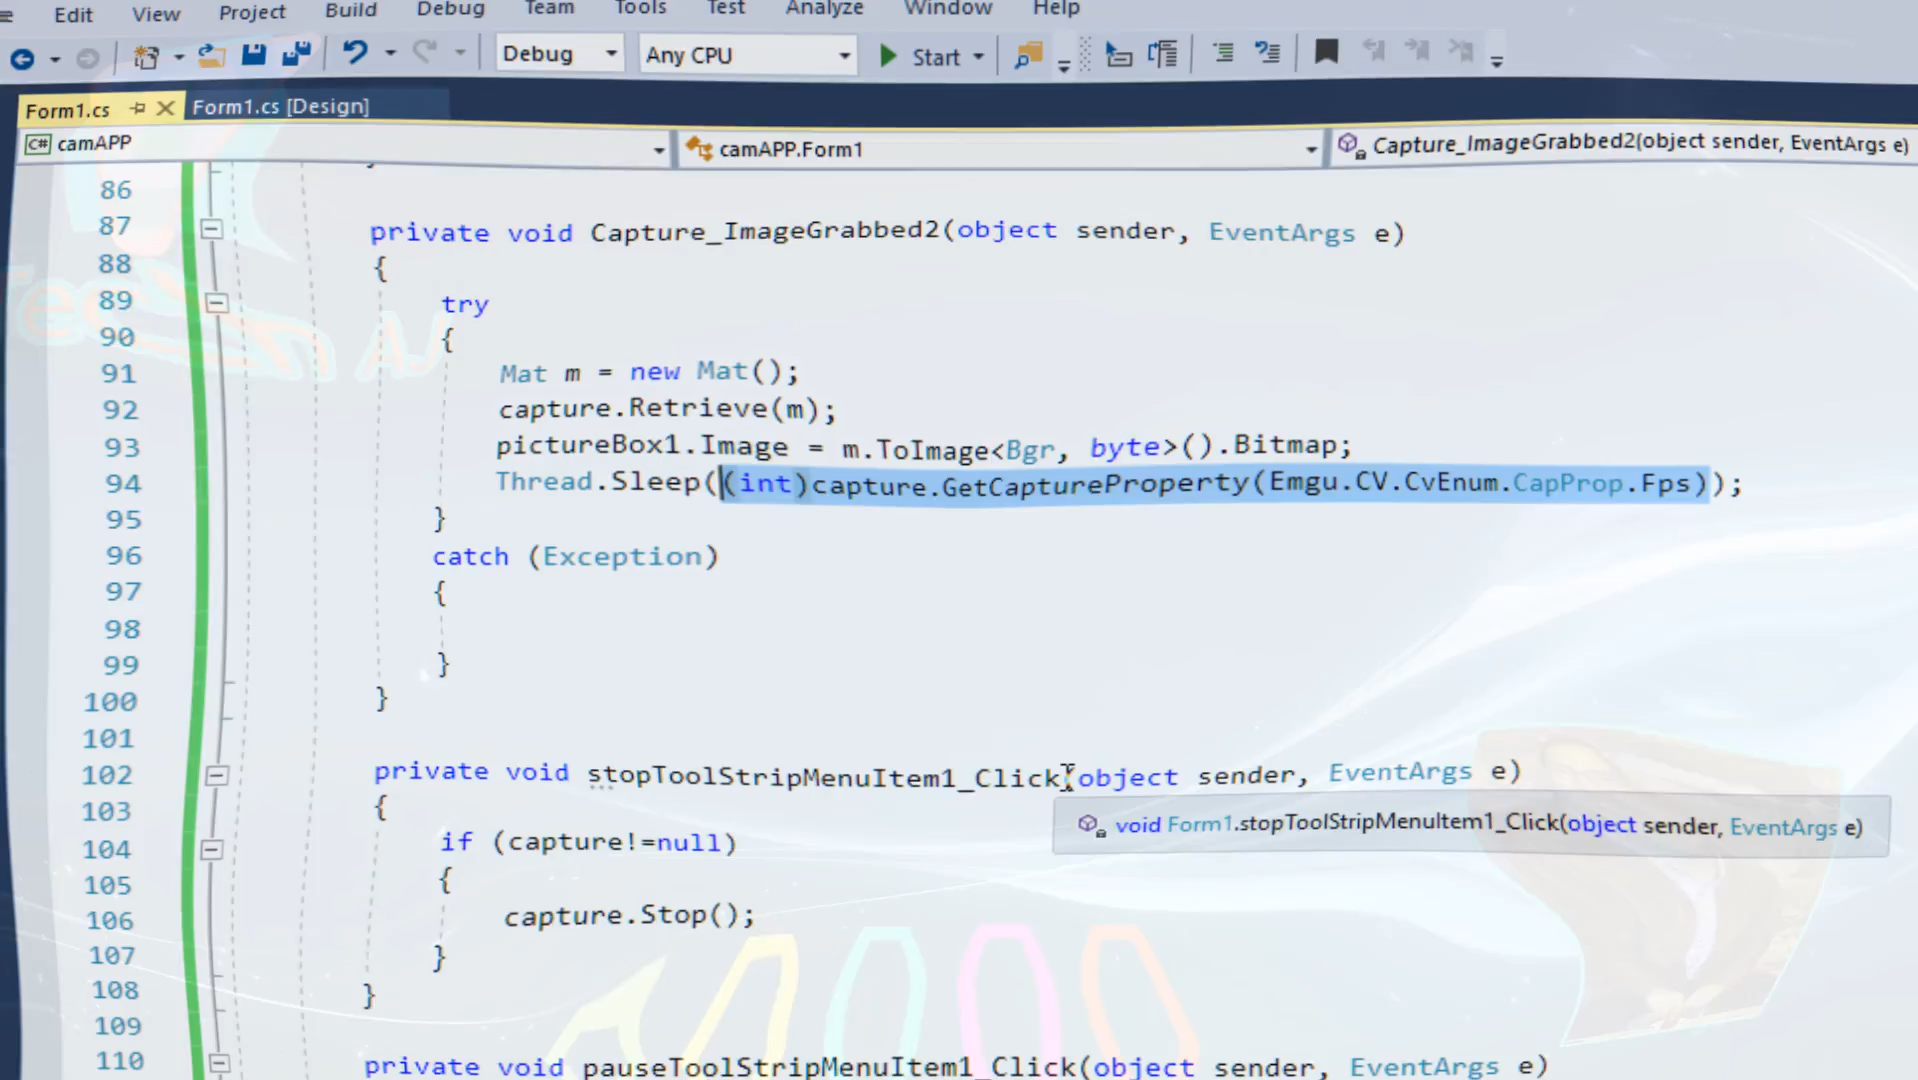 Edit View Project Build Debug Team Tools Test Analyze Window Help
Debug Any CPU Start
Form1.cs Form1.cs [Design]
C# camAPP camAPP.Form1 Capture_ImageGrabbed2(object sender, EventArgs e)
86
87 private void Capture_ImageGrabbed2(object sender, EventArgs e)
88 {
89 try
90 {
91 Mat m = new Mat();
92 capture.Retrieve(m);
93 pictureBox1.Image = m.ToImage<Bgr, byte>().Bitmap;
94 Thread.Sleep((int)capture.GetCaptureProperty(Emgu.CV.CvEnum.CapProp.Fps));
95 }
96 catch (Exception)
97 {
98
99 }
100 }
101
102 private void stopToolStripMenuItem1_Click(object sender, EventArgs e)
103 {
void Form1.stopToolStripMenuItem1_Click(object sender, EventArgs e)
104 if (capture!=null)
105 {
106 capture.Stop();
107 }
108 }
109
110 private void pauseToolStripMenuItem1_Click(object sender, EventArgs e)